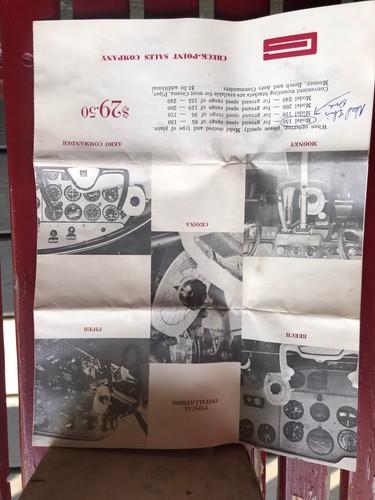 TYPICAL
INSTALLATIONS
BEECH
PIPER
CESSNA
MOONEY
AERO COMMANDER
When ordering, please specify Model desired and type of plane.
Model 150 — for ground speed range of 85 — 150
Model — for ground speed range of 95 — 170
Model 200 — for ground speed range of 110 — 200
Model 240 — for ground speed range of 135 — 240
Need this
One
$29.50
Convenient mounting brackets are available for most Cessna, Piper,
Mooney, Beech and Aero Commanders $1.50 additional
CHECK-POINT SALES COMPANY